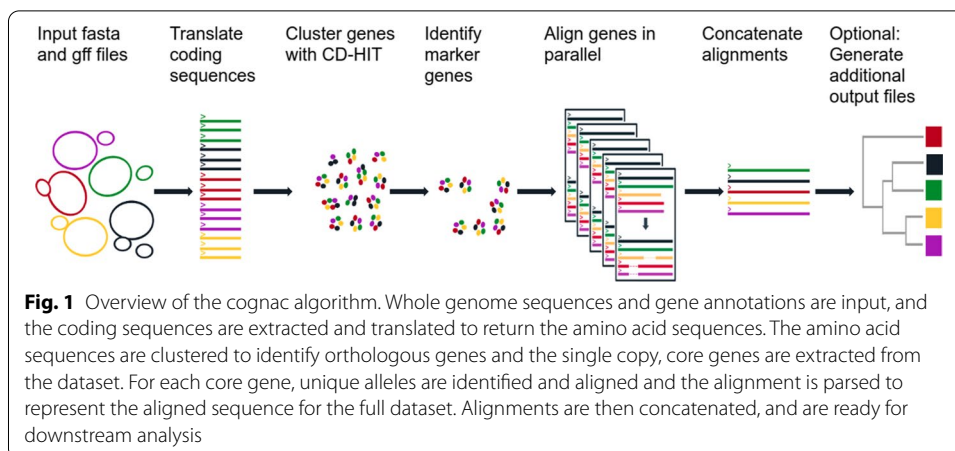 Input fasta
and gff files
Translate
coding
sequences
Cluster genes
with CD-HIT
Identify
marker
genes
Align genes in
parallel
Concatenate
alignments
Optional:
Generate
additional
output files
Fig. 1 Overview of the cognac algorithm. Whole genome sequences and gene annotations are input, and
the coding sequences are extracted and translated to return the amino acid sequences. The amino acid
sequences are clustered to identify orthologous genes and the single copy, core genes are extracted from
the dataset. For each core gene, unique alleles are identified and aligned and the alignment is parsed to
represent the aligned sequence for the full dataset. Alignments are then concatenated, and are ready for
downstream analysis